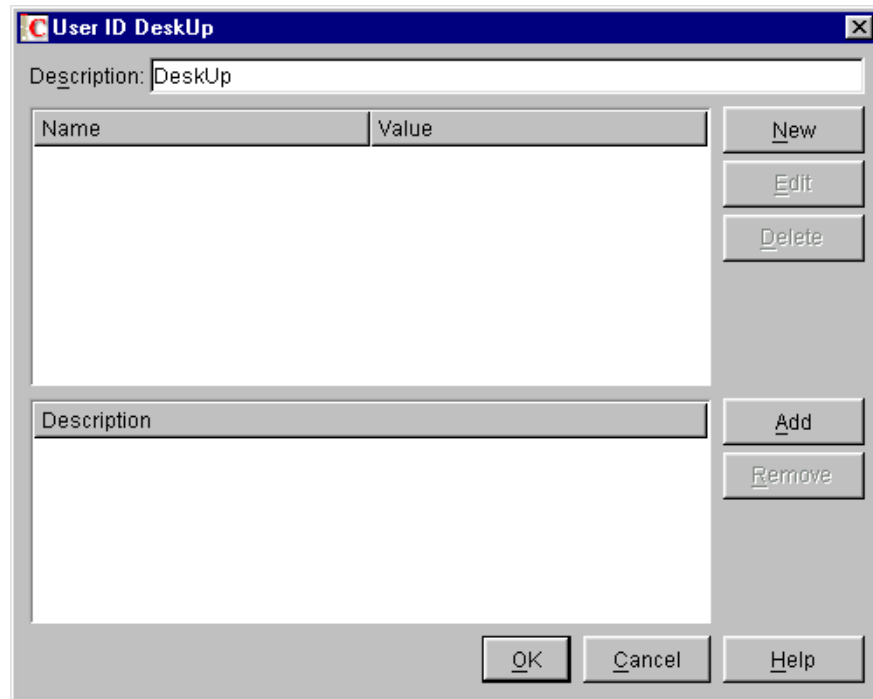 C User ID DeskUp
Description: DeskUp
Name Value New
Edit
Delete
Description Add
Remove
OK Cancel Help